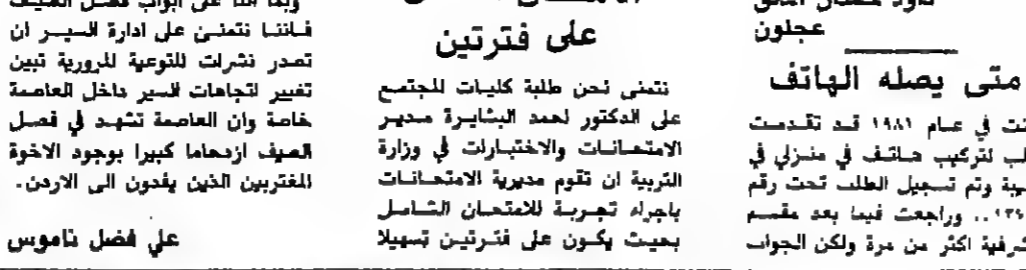 عجلون
متى يصله الهاتف
في عام ١٩٨١ قد تقدمت
لتركيب هاتف في منزلي في
وتم تسجيل الطلب تحت رقم
وراجعت فيما بعد مقسم
اكثر من مرة ولكن الجواب
على فترتين
نتمنى نحن طلبة كليات المجتمع
على الدكتور احمد البشايرة مدير
الامتحانات والاختبارات في وزارة
التربية ان تقوم مديرية الامتحانات
باجراء تجربة للامتحان الشامل
بحيث يكون على فترتين تسهيلا
فاننا نتمنى على ادارة السير ان
تصدر نشرات للتوعية المرورية تبين
تغيير اتجاهات السير داخل العاصمة
خاصة وان العاصمة تشهد في فصل
الصيف ازدحاما كبيرا بوجود الاخوة
المغتربين الذين يفدون الى الاردن.
علي فضل ناموس